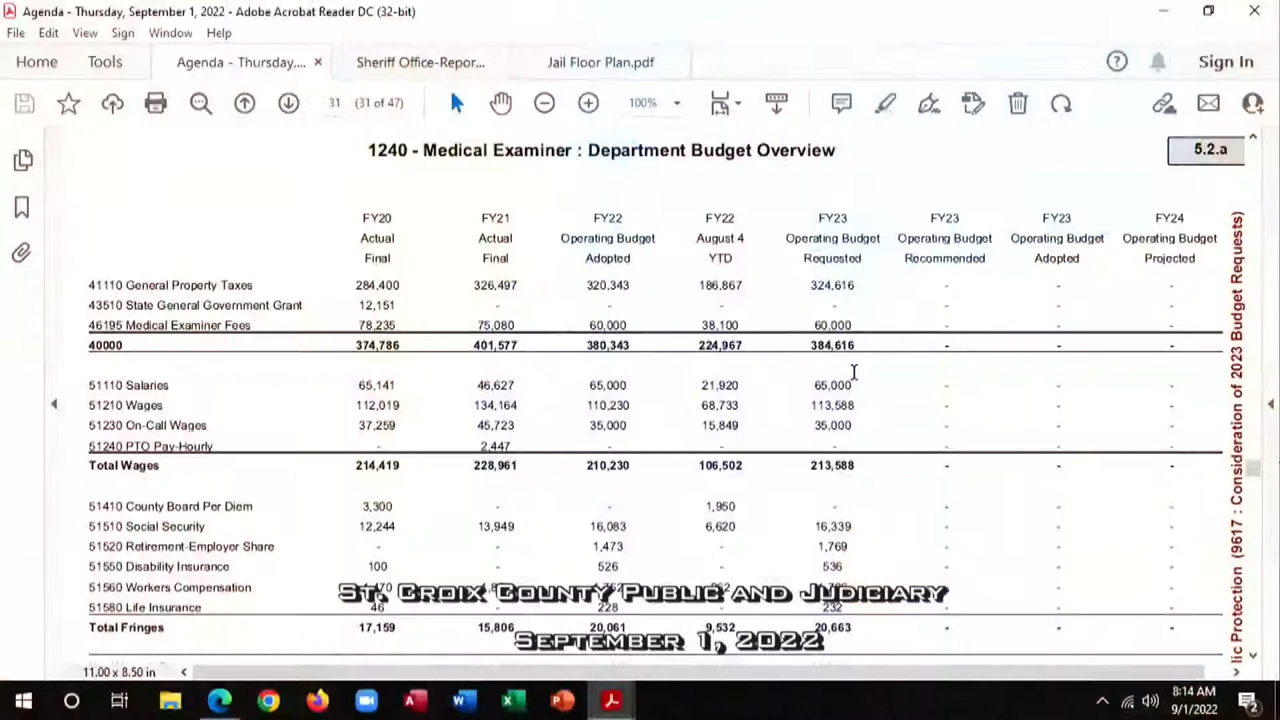 Agenda - Thursday, September 1, 2022 - Adobe Acrobat Reader DC (32-bit)
File Edit View Sign Window Help
Home Tools Agenda - Thursday,... × Sheriff Office-Repor... Jail Floor Plan.pdf Sign In
31 (31 of 47) 100%
1240 - Medical Examiner : Department Budget Overview 5.2.a
FY20 FY21 FY22 FY22 FY23 FY23 FY23 FY24
Actual Actual Operating Budget August 4 Operating Budget Operating Budget Operating Budget Operating Budget
Final Final Adopted YTD Requested Recommended Adopted Projected
41110 General Property Taxes 284,400 326,497 320,343 186,867 324,616 - - -
43510 State General Government Grant 12,151 - - - - - - -
46195 Medical Examiner Fees 78,235 75,080 60,000 38,100 60,000 - - -
40000 374,786 401,577 380,343 224,967 384,616 - - -
51110 Salaries 65,141 46,627 65,000 21,920 65,000 - - -
51210 Wages 112,019 134,164 110,230 68,733 113,588 - - -
51230 On-Call Wages 37,259 45,723 35,000 15,849 35,000 - - -
51240 PTO Pay-Hourly - 2,447 - - - - - -
Total Wages 214,419 228,961 210,230 106,502 213,588 - - -
51410 County Board Per Diem 3,300 - - 1,950 - - - -
51510 Social Security 12,244 13,949 16,083 6,620 16,339 - - -
51520 Retirement-Employer Share - - 1,473 - 1,769 - - -
51550 Disability Insurance 100 - 526 - 536 - - -
51560 Workers Compensation - - -
51580 Life Insurance 46 228 232 - - -
Total Fringes 17,159 15,806 20,061 9,532 20,663 - - -
lic Protection (9617 : Consideration of 2023 Budget Requests)
St. Croix County Public and Judiciary
September 1, 2022
11.00 x 8.50 in
8:14 AM
9/1/2022
2